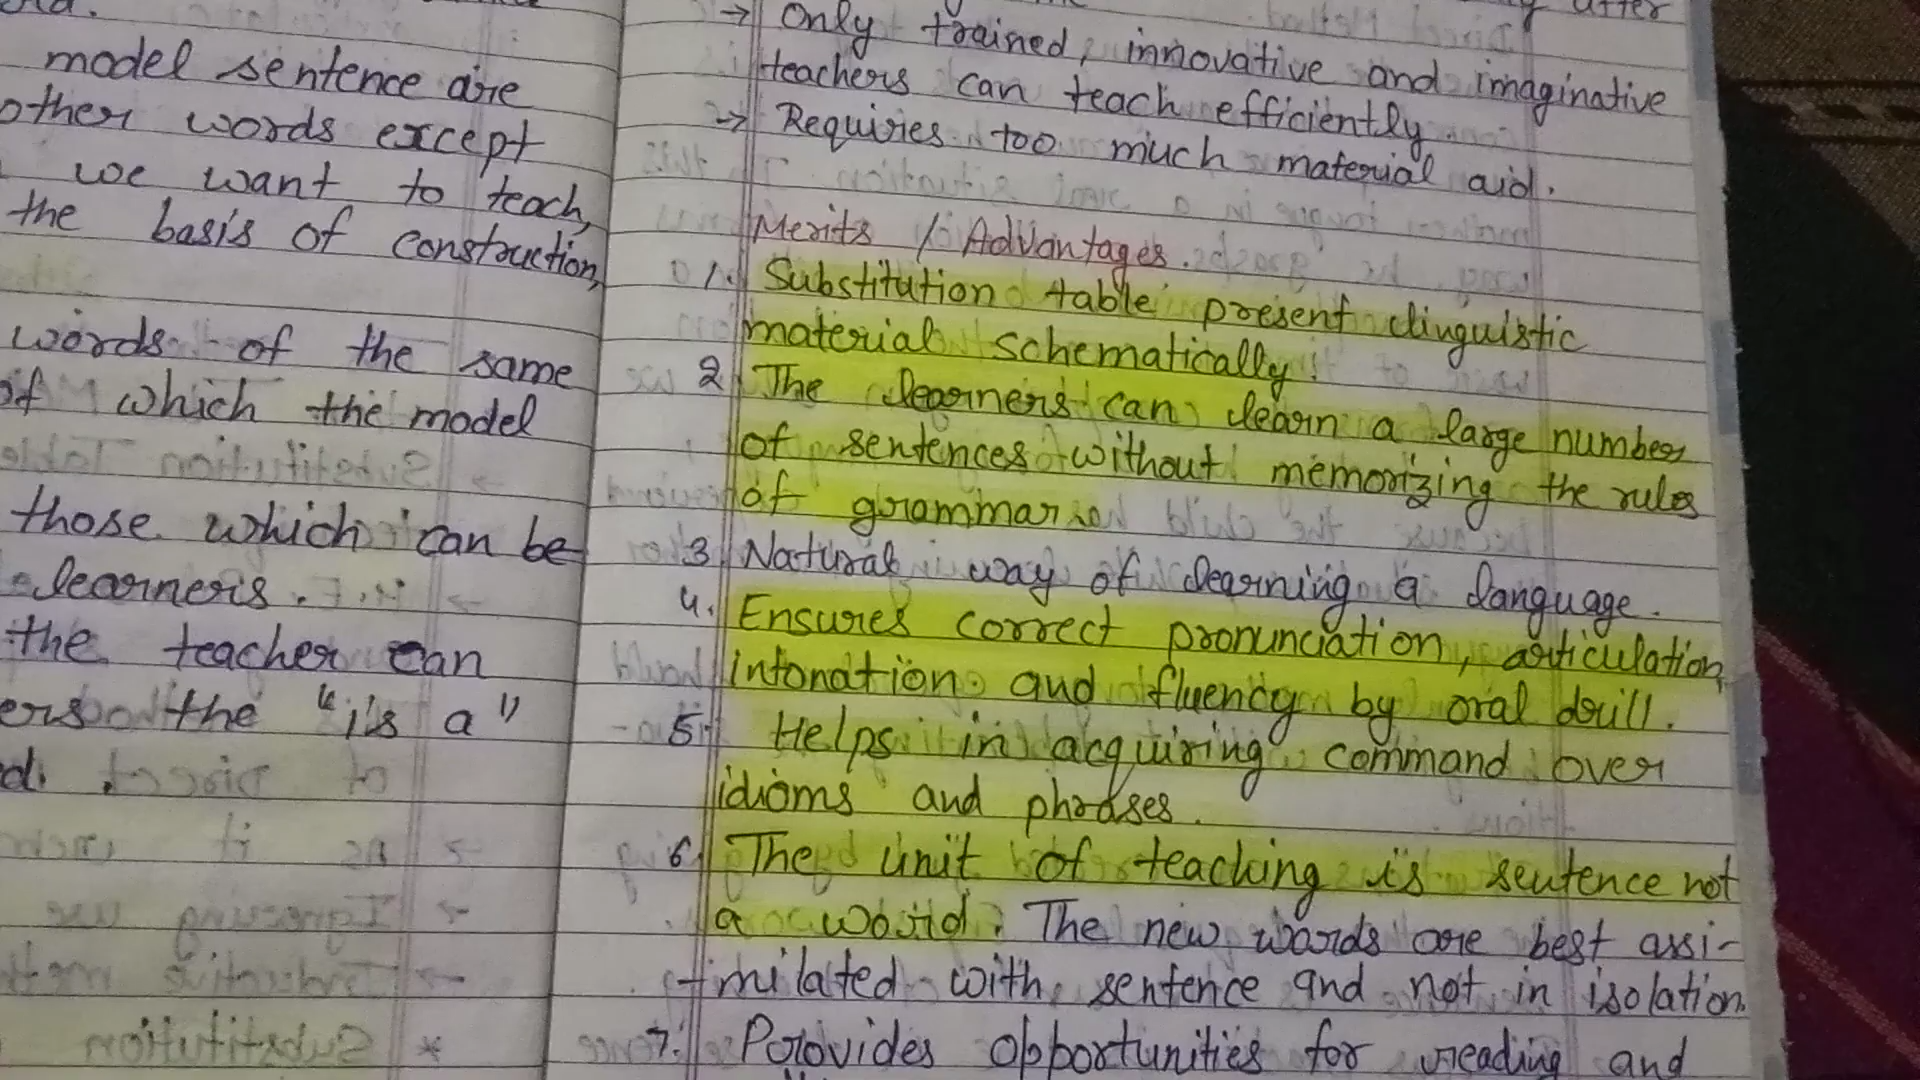 model sentence are
other words except
we want to teach,
the basis of construction,
words of the same
of which the model
those which can be
learners.
the teacher can
the "is a"
after
→ Only trained, innovative and imaginative
teachers can teach efficiently
→ Requires too much material aid.
Merits / Advantages.
1. Substitution table present linguistic
material schematically.
2 The learners can learn a large number
of sentences without memorizing the rules
of grammar
3 Natural way of learning a language.
4. Ensures correct pronunciation, articulation,
intonation and fluency by oral drill.
5. Helps in acquiring command over
idioms and phrases.
6. The unit of teaching is sentence not
a word. The new words are best assi-
milated with sentence and not in isolation.
7. Provides opportunities for reading and